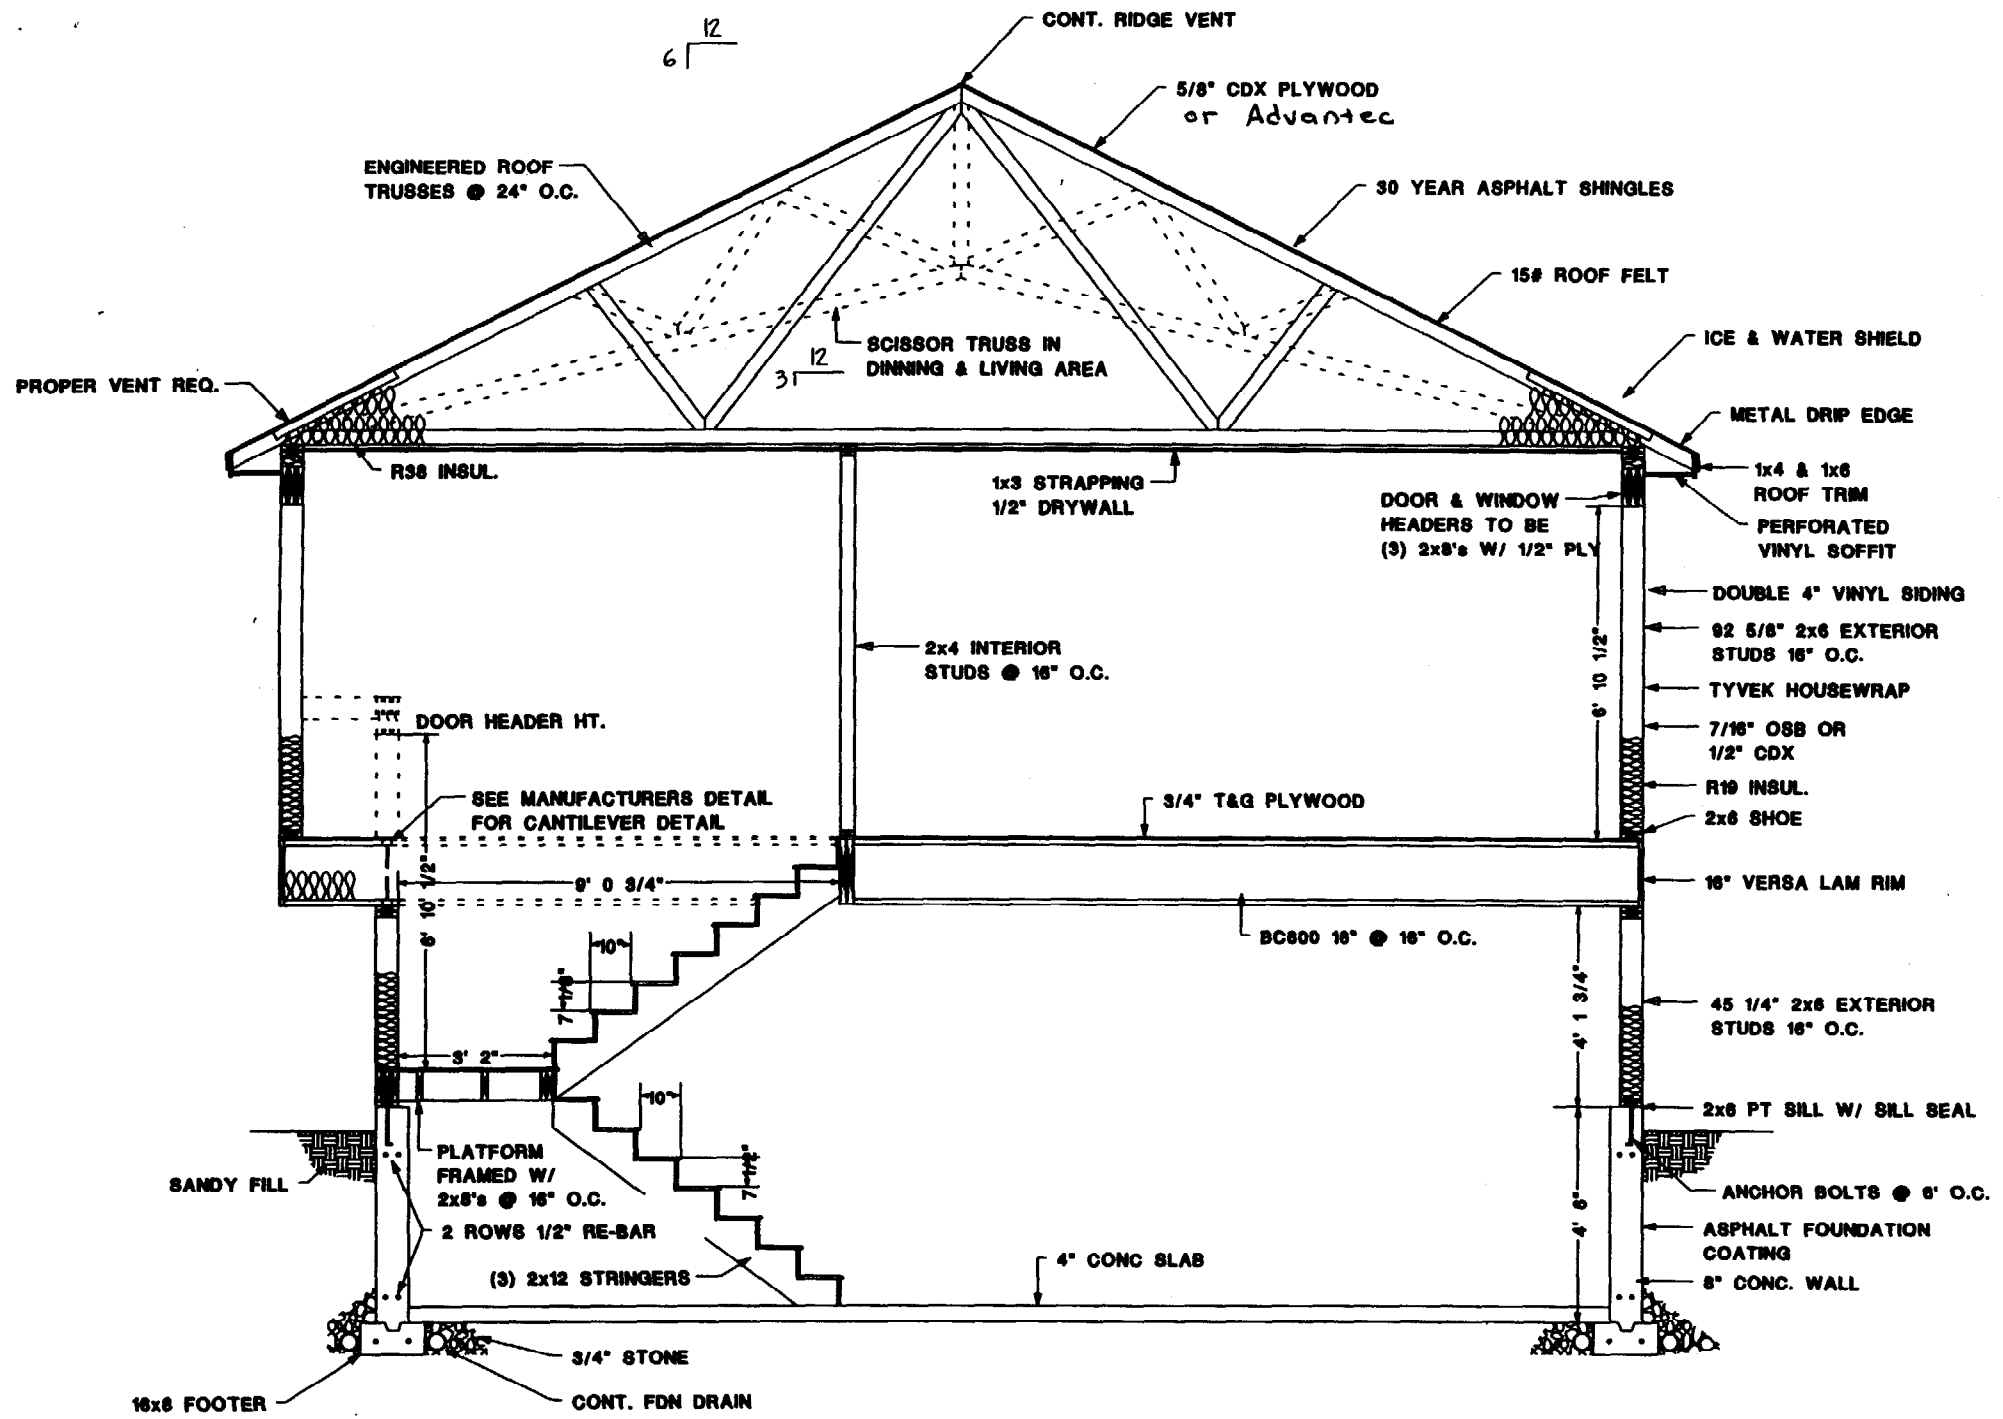 12
6
CONT. RIDGE VENT
5/8" CDX PLYWOOD
or Advantec
ENGINEERED ROOF
TRUSSES @ 24" O.C.
30 YEAR ASPHALT SHINGLES
15# ROOF FELT
SCISSOR TRUSS IN
DINNING & LIVING AREA
12
3
ICE & WATER SHIELD
PROPER VENT REQ.
METAL DRIP EDGE
R38 INSUL.
1x3 STRAPPING
1/2" DRYWALL
DOOR & WINDOW
HEADERS TO BE
(3) 2x8's W/ 1/2" PLY
1x4 & 1x6
ROOF TRIM
PERFORATED
VINYL SOFFIT
DOUBLE 4" VINYL SIDING
92 5/8" 2x6 EXTERIOR
STUDS 16" O.C.
2x4 INTERIOR
STUDS @ 16" O.C.
6' 10 1/2"
TYVEK HOUSEWRAP
DOOR HEADER HT.
7/16" OSB OR
1/2" CDX
R19 INSUL.
SEE MANUFACTURERS DETAIL
FOR CANTILEVER DETAIL
3/4" T&G PLYWOOD
2x6 SHOE
6' 10 1/2"
9' 0 3/4"
16" VERSA LAM RIM
BC600 16" @ 16" O.C.
10"
7 1/2"
4' 1 3/4"
45 1/4" 2x6 EXTERIOR
STUDS 16" O.C.
3' 2"
10"
2x6 PT SILL W/ SILL SEAL
PLATFORM
FRAMED W/
2x8's @ 16" O.C.
7 1/2"
SANDY FILL
ANCHOR BOLTS @ 6' O.C.
2 ROWS 1/2" RE-BAR
4' 6"
ASPHALT FOUNDATION
COATING
(3) 2x12 STRINGERS
4" CONC SLAB
8" CONC. WALL
3/4" STONE
16x8 FOOTER
CONT. FDN DRAIN